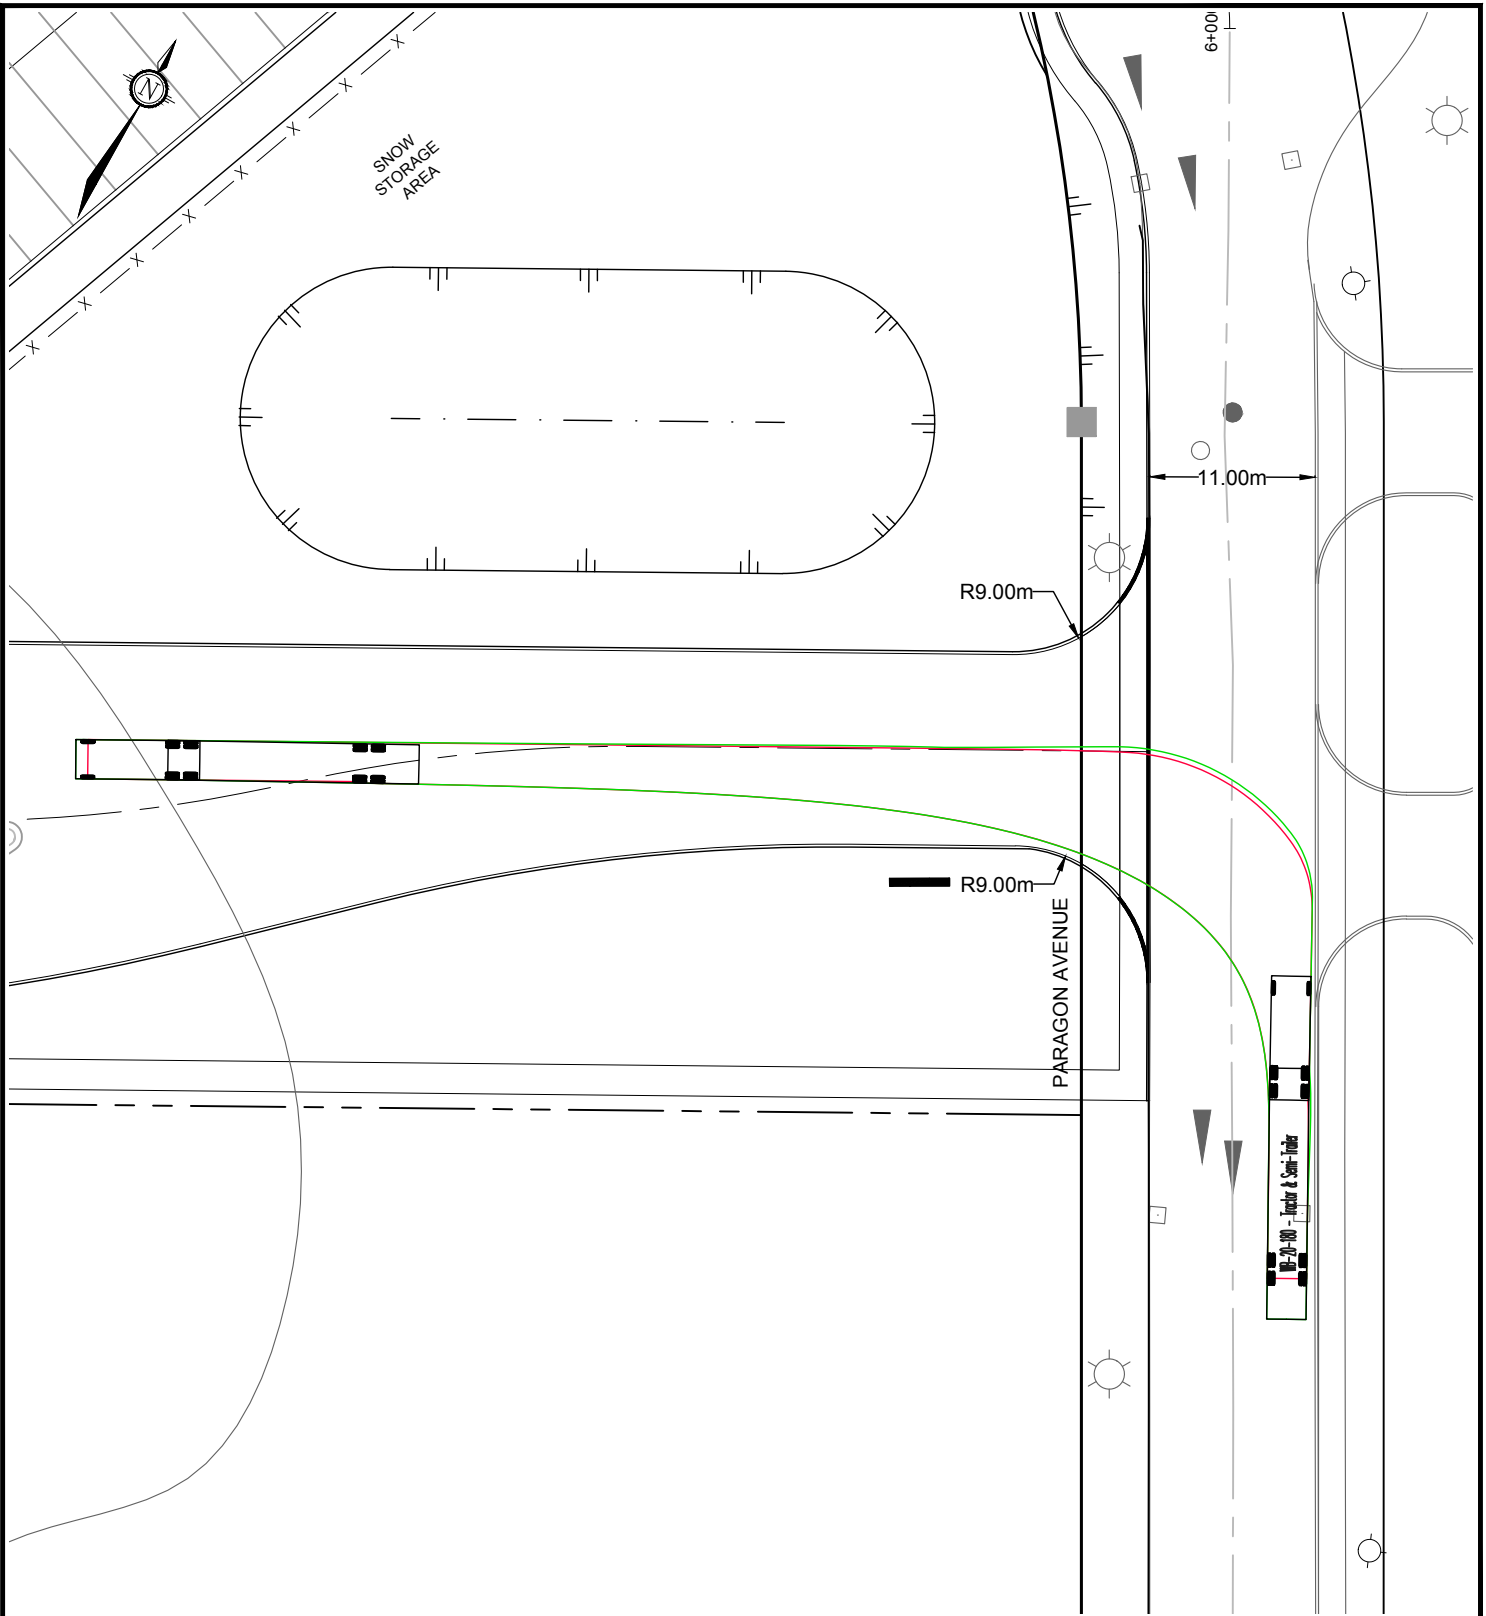 6+00
N
SNOW
STORAGE
AREA
11.00m
R9.00m
R9.00m
PARAGON AVENUE
WB-20-180 - Tractor & Semi-Trailer